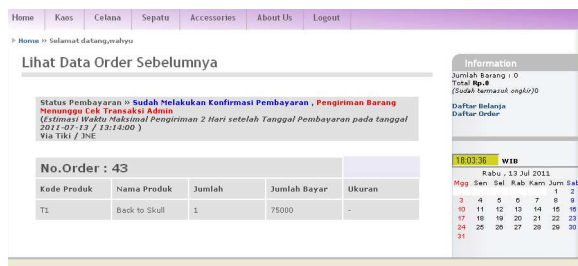 Home Kaos Celana Sepatu Accessories About Us Logout
Home » Selamat datang,wahyu
Lihat Data Order Sebelumnya
Status Pembayaran » Sudah Melakukan Konfirmasi Pembayaran , Pengiriman Barang
Menunggu Cek Transaksi Admin
(Estimasi Waktu Maksimal Pengiriman 2 Hari setelah Tanggal Pembayaran pada tanggal
2011-07-13 / 13:14:00 )
Via Tiki / JNE
No.Order : 43
Kode Produk Nama Produk Jumlah Jumlah Bayar Ukuran
T1 Back to Skull 1 75000 -
Information
Jumlah Barang : 0
Total Rp.0
(Sudah termasuk ongkir)0
Daftar Belanja
Daftar Order
18:03:36 WIB
Rabu , 13 Jul 2011
Mgg Sen Sel Rab Kam Jum Sab
1 2
3 4 5 6 7 8 9
10 11 12 13 14 15 16
17 18 19 20 21 22 23
24 25 26 27 28 29 30
31